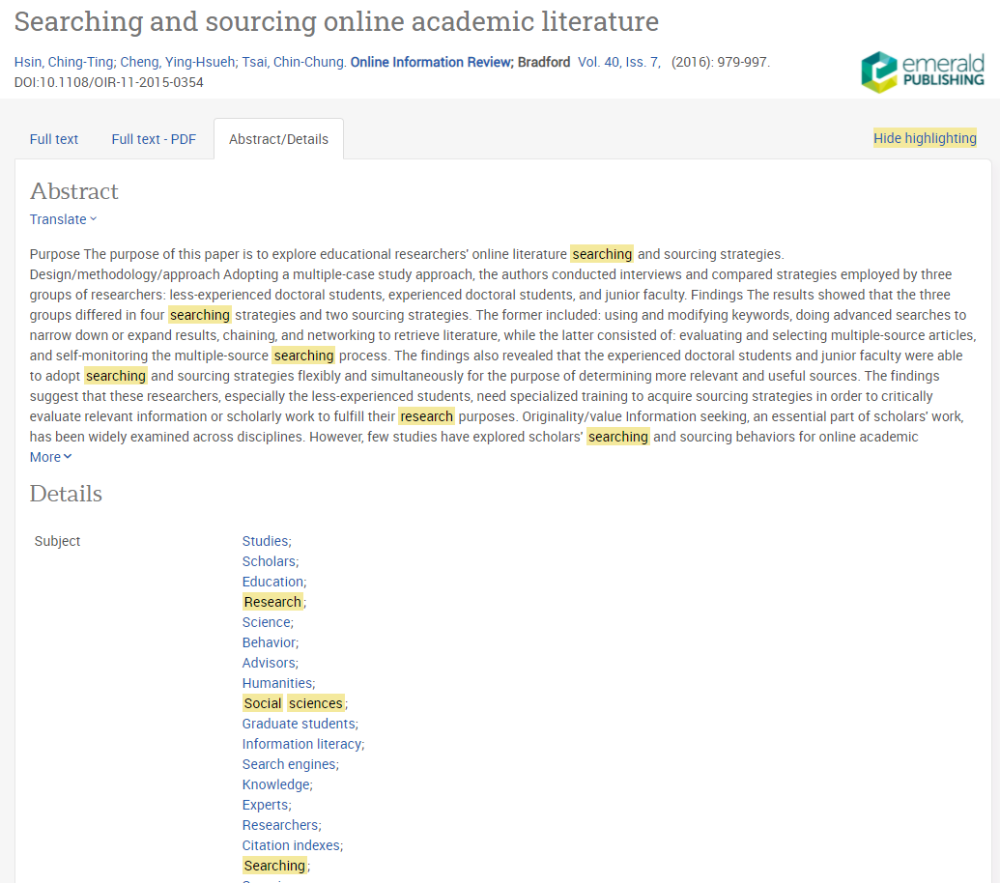 Searching and sourcing online academic literature
Hsin, Ching-Ting; Cheng, Ying-Hsueh; Tsai, Chin-Chung. Online Information Review; Bradford Vol. 40, Iss. 7, (2016): 979-997.
DOI:10.1108/OIR-11-2015-0354
emerald
PUBLISHING
Full text
Full text - PDF
Abstract/Details
Hide highlighting
Abstract
Translate
Purpose The purpose of this paper is to explore educational researchers' online literature searching and sourcing strategies.
Design/methodology/approach Adopting a multiple-case study approach, the authors conducted interviews and compared strategies employed by three
groups of researchers: less-experienced doctoral students, experienced doctoral students, and junior faculty. Findings The results showed that the three
groups differed in four searching strategies and two sourcing strategies. The former included: using and modifying keywords, doing advanced searches to
narrow down or expand results, chaining, and networking to retrieve literature, while the latter consisted of: evaluating and selecting multiple-source articles,
and self-monitoring the multiple-source searching process. The findings also revealed that the experienced doctoral students and junior faculty were able
to adopt searching and sourcing strategies flexibly and simultaneously for the purpose of determining more relevant and useful sources. The findings
suggest that these researchers, especially the less-experienced students, need specialized training to acquire sourcing strategies in order to critically
evaluate relevant information or scholarly work to fulfill their research purposes. Originality/value Information seeking, an essential part of scholars' work,
has been widely examined across disciplines. However, few studies have explored scholars' searching and sourcing behaviors for online academic
More
Details
Subject
Studies;
Scholars;
Education;
Research;
Science;
Behavior;
Advisors;
Humanities;
Social sciences;
Graduate students;
Information literacy;
Search engines;
Knowledge;
Experts;
Researchers;
Citation indexes;
Searching;